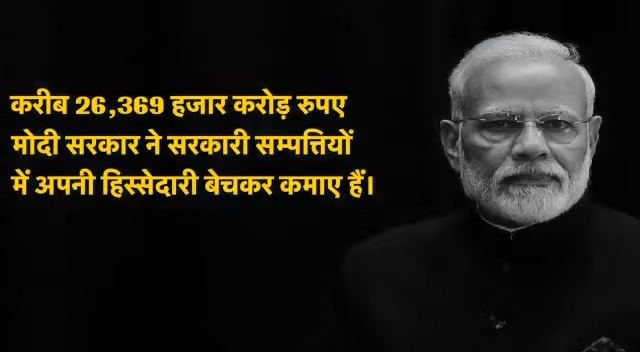 करीब 26,369 हजार करोड़ रुपए
मोदी सरकार ने सरकारी सम्पत्तियों
में अपनी हिस्सेदारी बेचकर कमाए हैं।